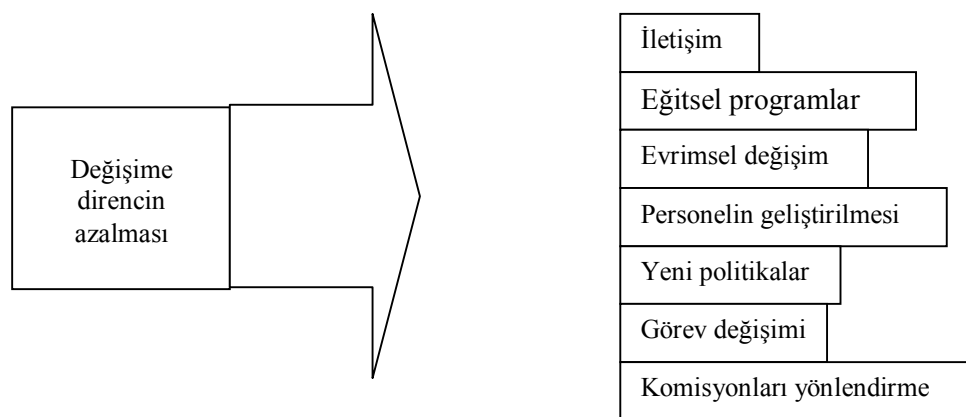 Değişime
direncin
azalması
İletişim
Eğitsel programlar
Evrimsel değişim
Personelin geliştirilmesi
Yeni politikalar
Görev değişimi
Komisyonları yönlendirme